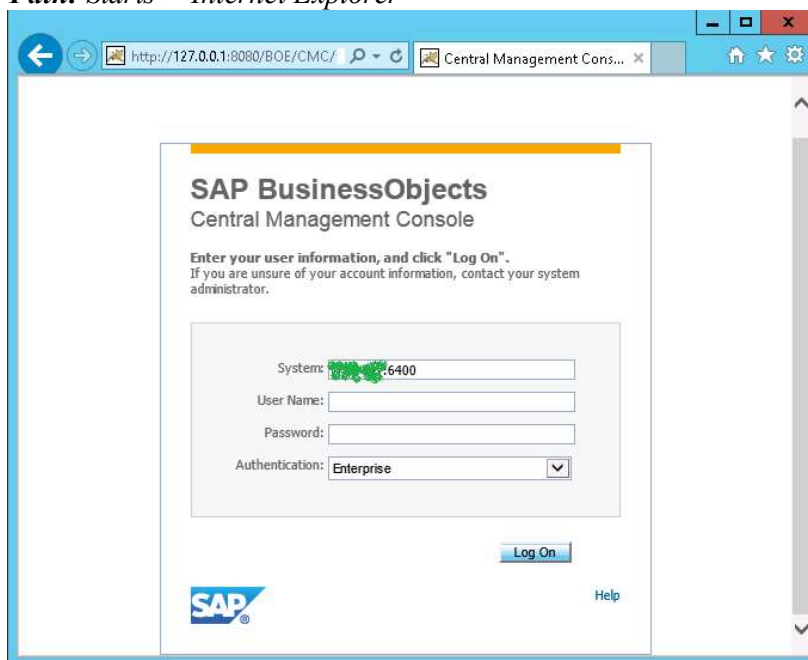 Path: Starts -- Internet Explorer
http://127.0.0.1:8080/BOE/CMC/
Central Management Cons...
SAP BusinessObjects
Central Management Console
Enter your user information, and click "Log On".
If you are unsure of your account information, contact your system
administrator.
System: :6400
User Name:
Password:
Authentication: Enterprise
Log On
SAP®
Help